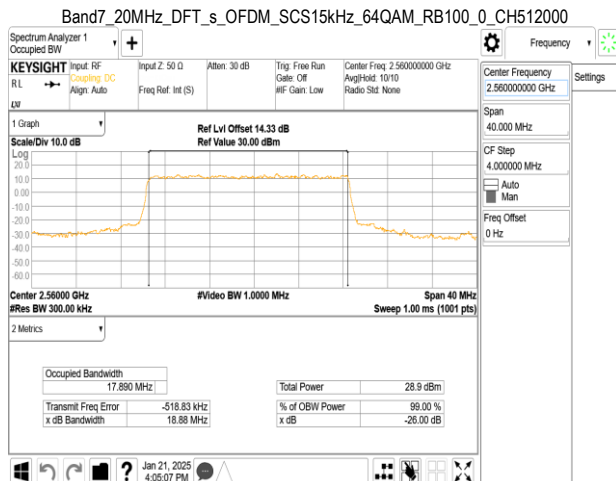 Band7_20MHz_DFT_s_OFDM_SCS15kHz_64QAM_RB100_0_CH512000
Spectrum Analyzer 1
Occupied BW
+
Frequency
KEYSIGHT
RL
Input: RF
Coupling: DC
Align: Auto
Input Z: 50 Ω
Freq Ref: Int (S)
Atten: 30 dB
Trig: Free Run
Gate: Off
#IF Gain: Low
Center Freq: 2.560000000 GHz
Avg|Hold: 10/10
Radio Std: None
LXI
Center Frequency
2.560000000 GHz
Settings
Span
40.000 MHz
CF Step
4.000000 MHz
Auto
Man
Freq Offset
0 Hz
1 Graph
Scale/Div 10.0 dB
Ref Lvl Offset 14.33 dB
Ref Value 30.00 dBm
Log
20.0
10.0
0.00
-10.0
-20.0
-30.0
-40.0
-50.0
-60.0
Center 2.56000 GHz
#Res BW 300.00 kHz
#Video BW 1.0000 MHz
Span 40 MHz
Sweep 1.00 ms (1001 pts)
2 Metrics
Occupied Bandwidth
17.890 MHz
Total Power 28.9 dBm
Transmit Freq Error -518.83 kHz
% of OBW Power 99.00 %
x dB Bandwidth 18.88 MHz
x dB -26.00 dB
?
Jan 21, 2025
4:05:07 PM